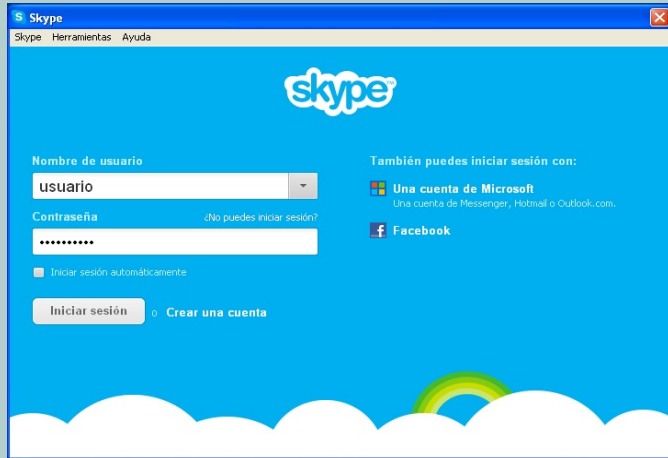 Skype
Skype Herramientas Ayuda
skype™
Nombre de usuario
usuario
Contraseña ¿No puedes iniciar sesión?
••••••••••
Iniciar sesión automáticamente
Iniciar sesión o Crear una cuenta
También puedes iniciar sesión con:
Una cuenta de Microsoft
Una cuenta de Messenger, Hotmail o Outlook.com.
Facebook